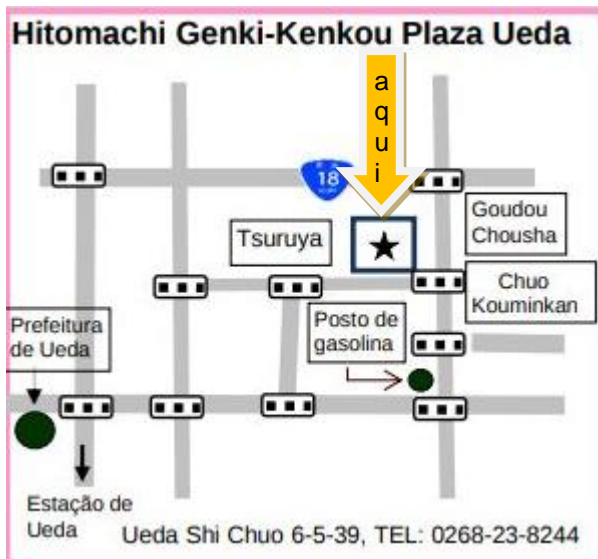 Hitomachi Genki-Kenkou Plaza Ueda
a
q
u
i
18
Goudou
Chousha
Tsuruya
★
Chuo
Kouminkan
Prefeitura
de Ueda
Posto de
gasolina
Estação de
Ueda
Ueda Shi Chuo 6-5-39, TEL: 0268-23-8244